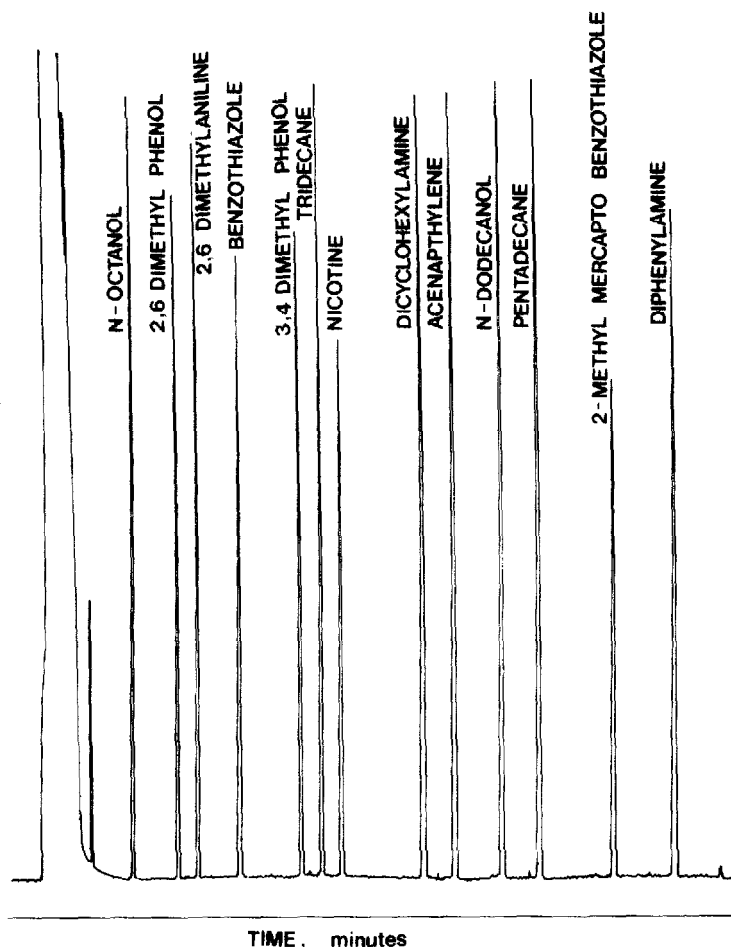 N-OCTANOL
2,6 DIMETHYL PHENOL
2,6 DIMETHYLANILINE
BENZOTHIAZOLE
3,4 DIMETHYL PHENOL
TRIDECANE
NICOTINE
DICYCLOHEXYLAMINE
ACENAPTHYLENE
N-DODECANOL
PENTADECANE
2-METHYL MERCAPTO BENZOTHIAZOLE
DIPHENYLAMINE
TIME, minutes